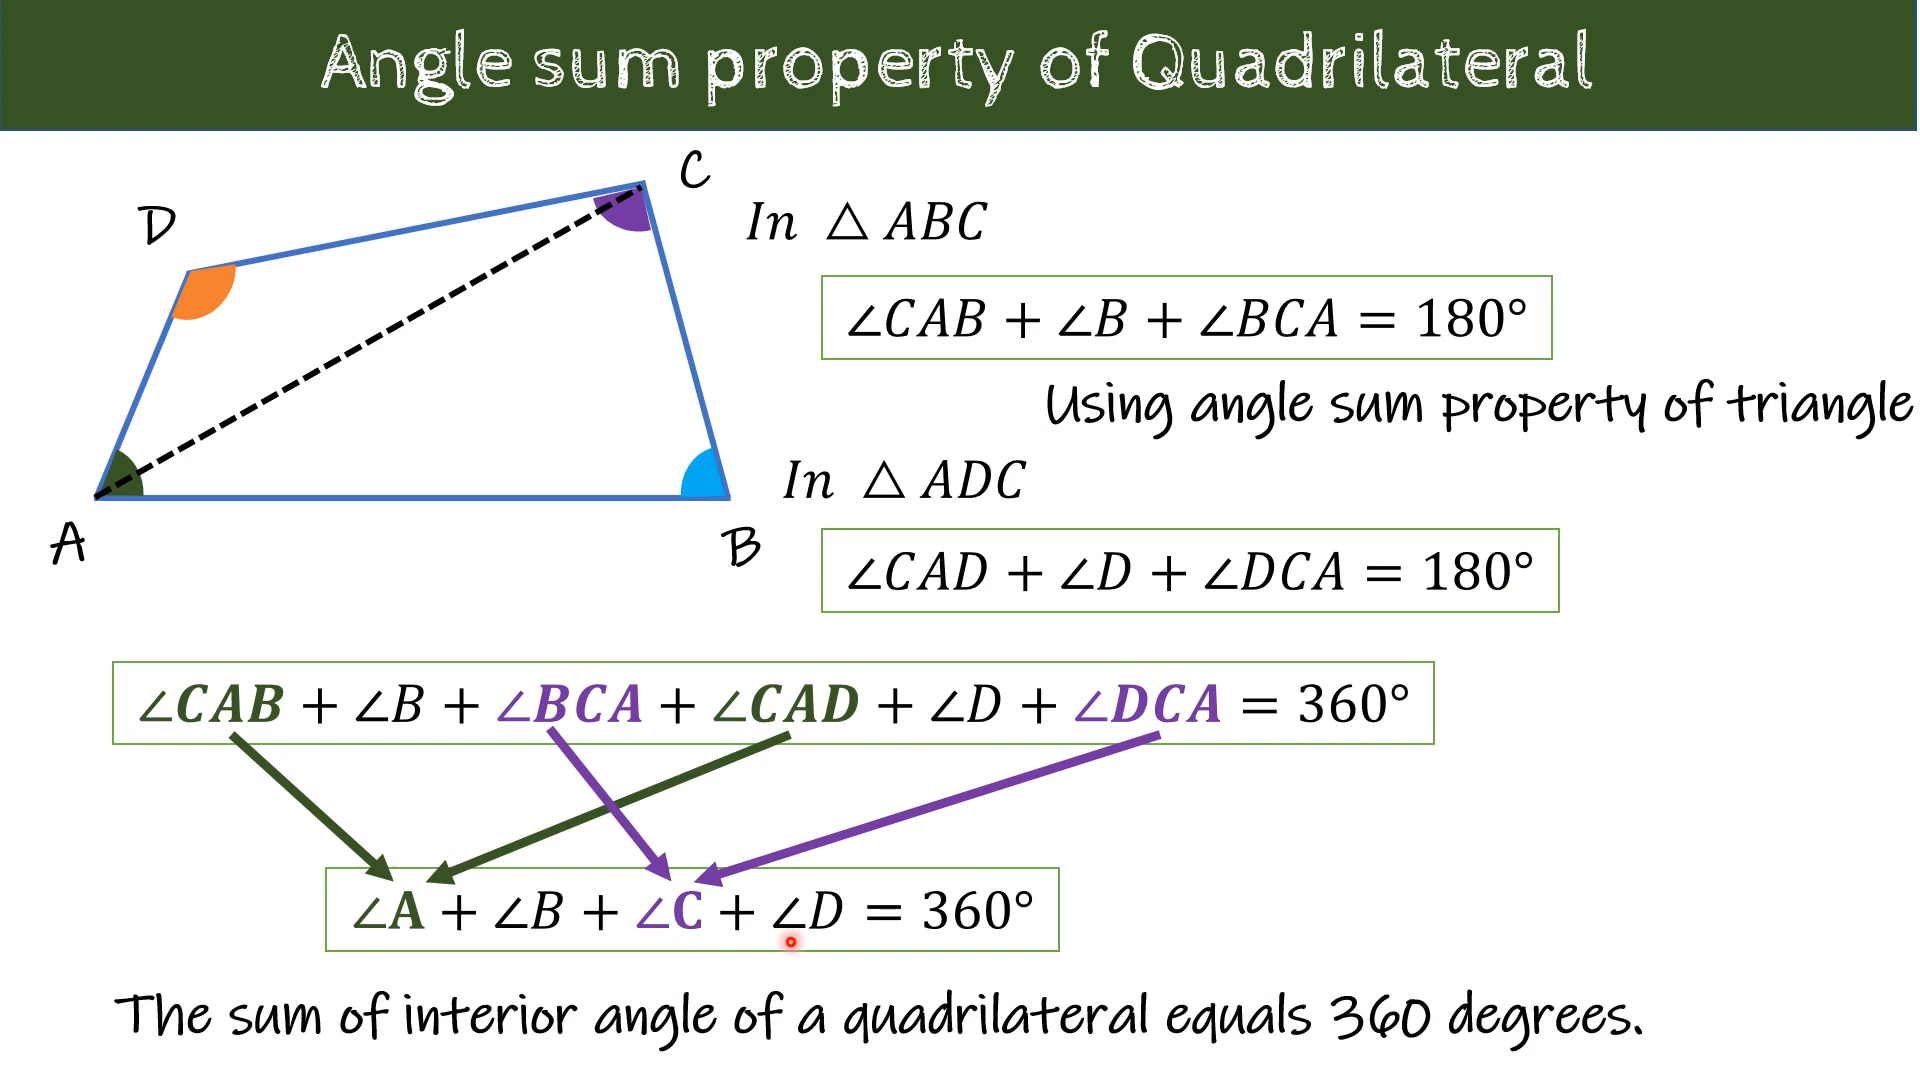 Angle sum property of Quadrilateral
D
C
A
B
In △ ABC
∠CAB + ∠B + ∠BCA = 180°
Using angle sum property of triangle
In △ ADC
∠CAD + ∠D + ∠DCA = 180°
∠CAB + ∠B + ∠BCA + ∠CAD + ∠D + ∠DCA = 360°
∠A + ∠B + ∠C + ∠D = 360°
The sum of interior angle of a quadrilateral equals 360 degrees.